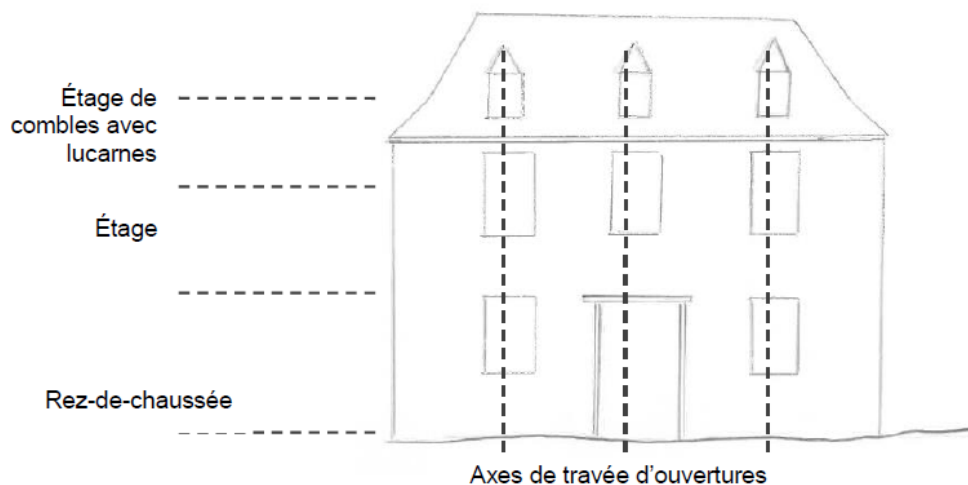 Étage de
combles avec
lucarnes
Étage
Rez-de-chaussée
Axes de travée d'ouvertures